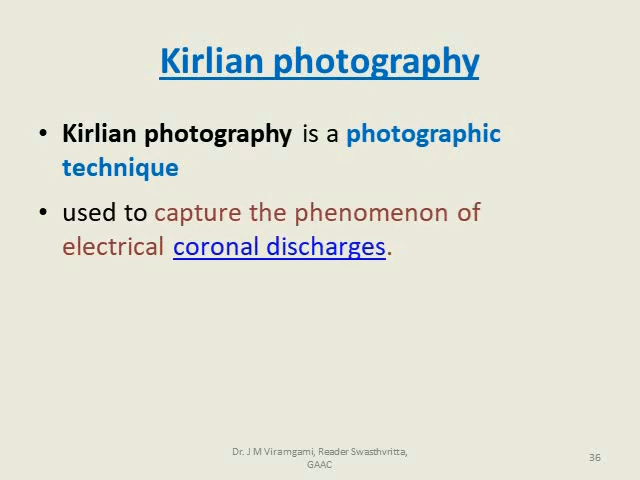 Kirlian photography
• Kirlian photography is a photographic
technique
• used to capture the phenomenon of
electrical coronal discharges.
Dr. J M Viramgami, Reader Swasthvritta,
GAAC
36